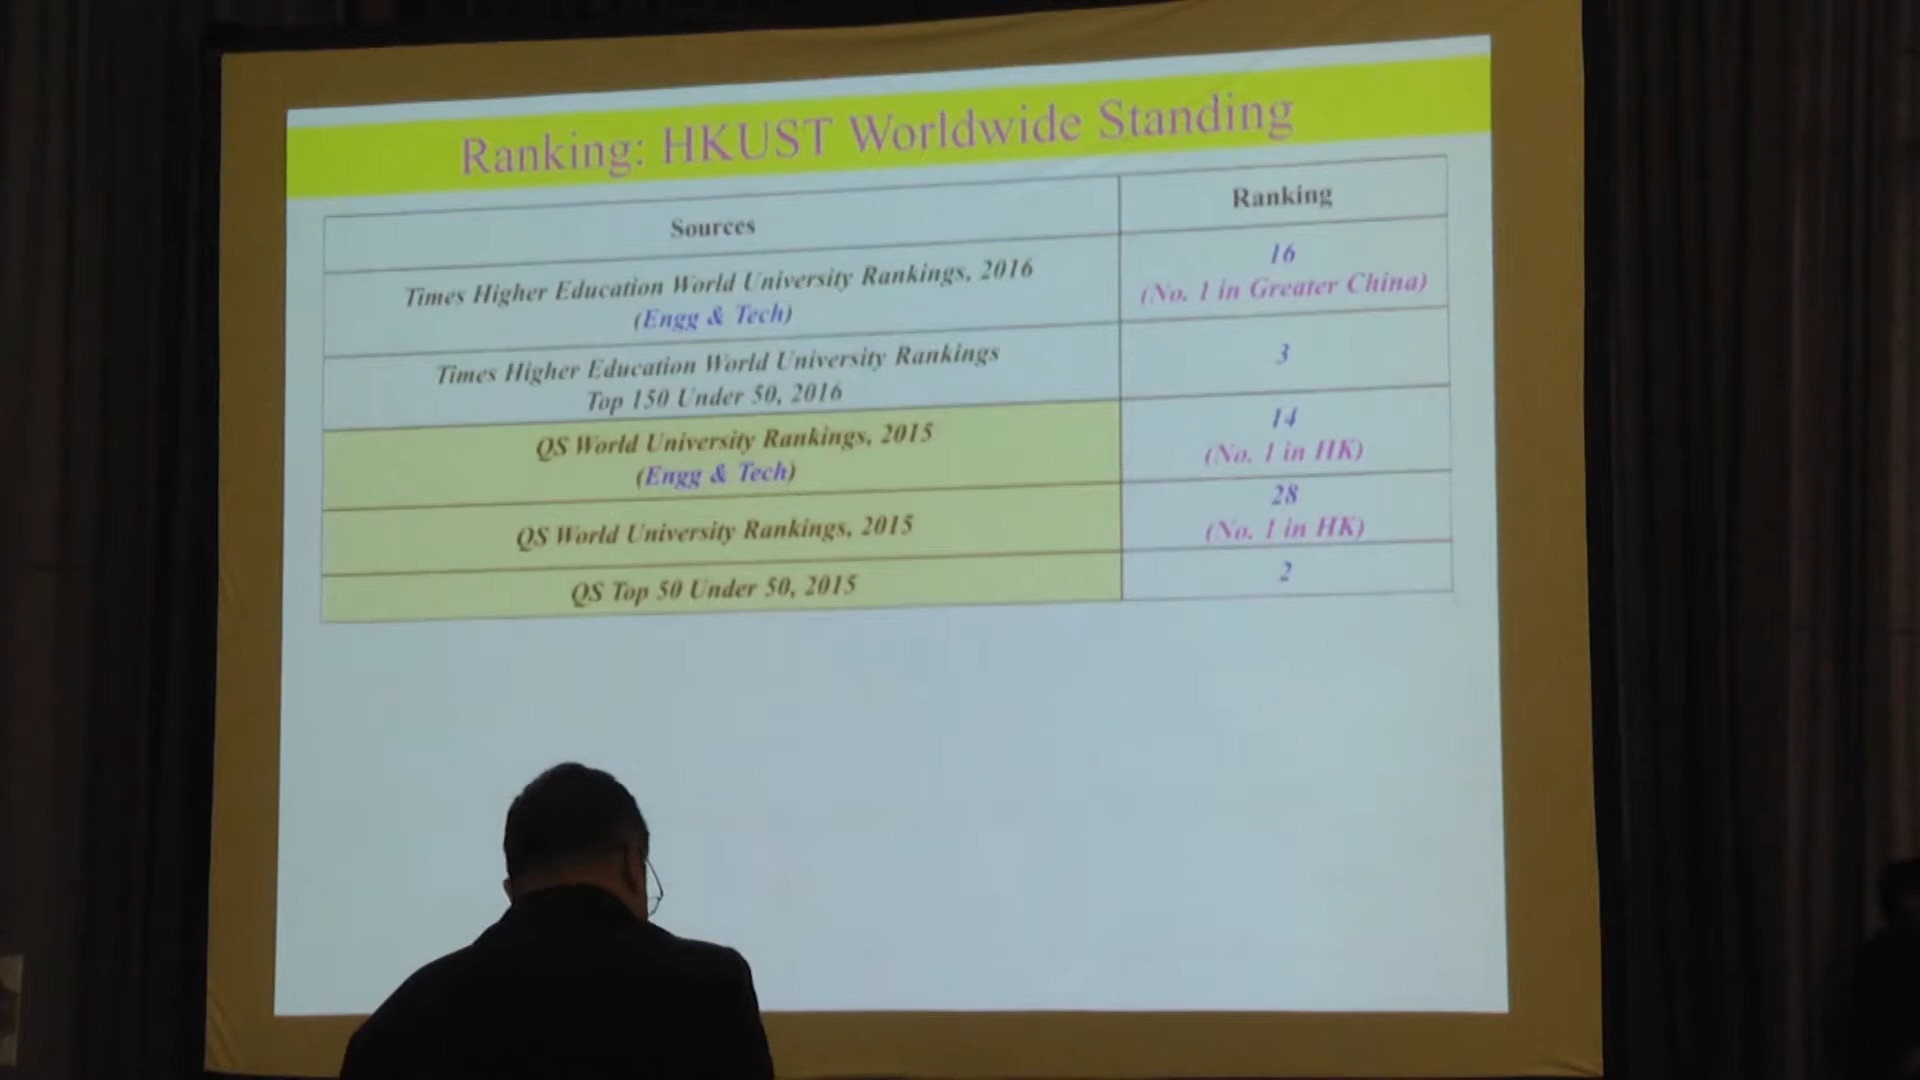 Ranking: HKUST Worldwide Standing
Sources
Ranking
Times Higher Education World University Rankings, 2016
(Engg & Tech)
16
(No. 1 in Greater China)
Times Higher Education World University Rankings
Top 150 Under 50, 2016
3
QS World University Rankings, 2015
(Engg & Tech)
14
(No. 1 in HK)
QS World University Rankings, 2015
28
(No. 1 in HK)
QS Top 50 Under 50, 2015
2